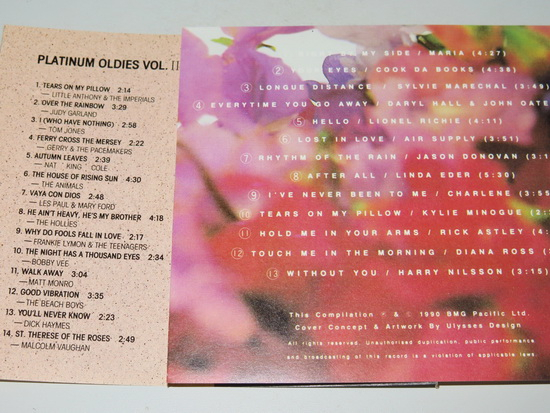 PLATINUM OLDIES VOL. II
1. TEARS ON MY PILLOW 2:14
— LITTLE ANTHONY & THE IMPERIALS
2. OVER THE RAINBOW 3:29
— JUDY GARLAND
3. I (WHO HAVE NOTHING) 2:58
— TOM JONES
4. FERRY CROSS THE MERSEY 2:22
— GERRY & THE PACEMAKERS
5. AUTUMN LEAVES 2:39
— NAT "KING" COLE
6. THE HOUSE OF RISING SUN 4:30
— THE ANIMALS
7. VAYA CON DIOS 2:48
— LES PAUL & MARY FORD
8. HE AIN'T HEAVY, HE'S MY BROTHER 4:18
— THE HOLLIES
9. WHY DO FOOLS FALL IN LOVE 2:17
— FRANKIE LYMON & THE TEENAGERS
10. THE NIGHT HAS A THOUSAND EYES 2:34
— BOBBY VEE
11. WALK AWAY 3:04
— MATT MONRO
12. GOOD VIBRATION 3:35
— THE BEACH BOYS
13. YOU'LL NEVER KNOW 2:23
— DICK HAYMES
14. ST. THERESE OF THE ROSES 2:49
— MALCOLM VAUGHAN
ON MY SIDE / MARIA (4:27)
② EYES / COOK DA BOOKS (4:36)
③ LONGUE DISTANCE / SYLVIE MARECHAL (3:49)
④ EVERYTIME YOU GO AWAY / DARYL HALL & JOHN OATE
⑤ HELLO / LIONEL RICHIE (4:11)
⑥ LOST IN LOVE / AIR SUPPLY (3:51)
⑦ RHYTHM OF THE RAIN / JASON DONOVAN (3:1
⑧ AFTER ALL / LINDA EDER (5:30)
⑨ I'VE NEVER BEEN TO ME / CHARLENE (3:55
⑩ TEARS ON MY PILLOW / KYLIE MINOGUE (2:
⑪ HOLD ME IN YOUR ARMS / RICK ASTLEY (4:
⑫ TOUCH ME IN THE MORNING / DIANA ROSS (
⑬ WITHOUT YOU / HARRY NILSSON (3:15)
This Compilation ℗ & © 1990 BMG Pacific Ltd.
Cover Concept & Artwork By Ulysses Design
All rights reserved. Unauthorised duplication, public performance
and broadcasting of this record is a violation of applicable laws.